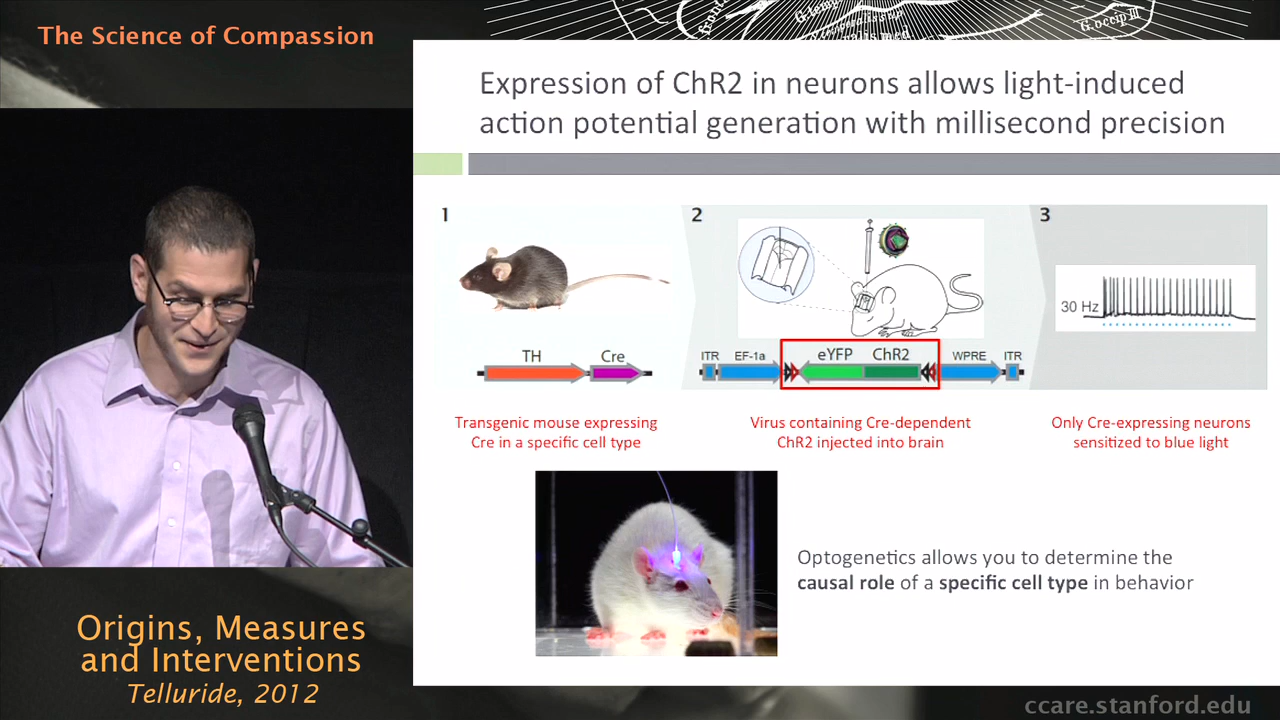 The Science of Compassion
G.occip III
Expression of ChR2 in neurons allows light-induced
action potential generation with millisecond precision
1
2
3
TH
Cre
ITR
EF-1a
eYFP
ChR2
WPRE
ITR
30 Hz
Transgenic mouse expressing
Cre in a specific cell type
Virus containing Cre-dependent
ChR2 injected into brain
Only Cre-expressing neurons
sensitized to blue light
Optogenetics allows you to determine the
causal role of a specific cell type in behavior
Origins, Measures
and Interventions
Telluride, 2012
ccare.stanford.edu